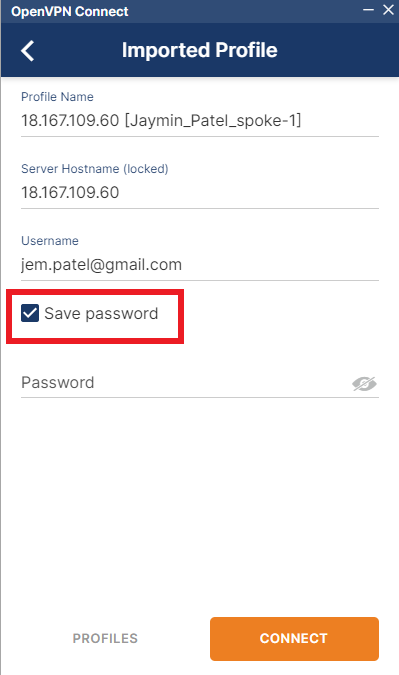 OpenVPN Connect
Imported Profile
Profile Name
18.167.109.60 [Jaymin_Patel_spoke-1]
Server Hostname (locked)
18.167.109.60
Username
jem.patel@gmail.com
Save password
Password
PROFILES
CONNECT